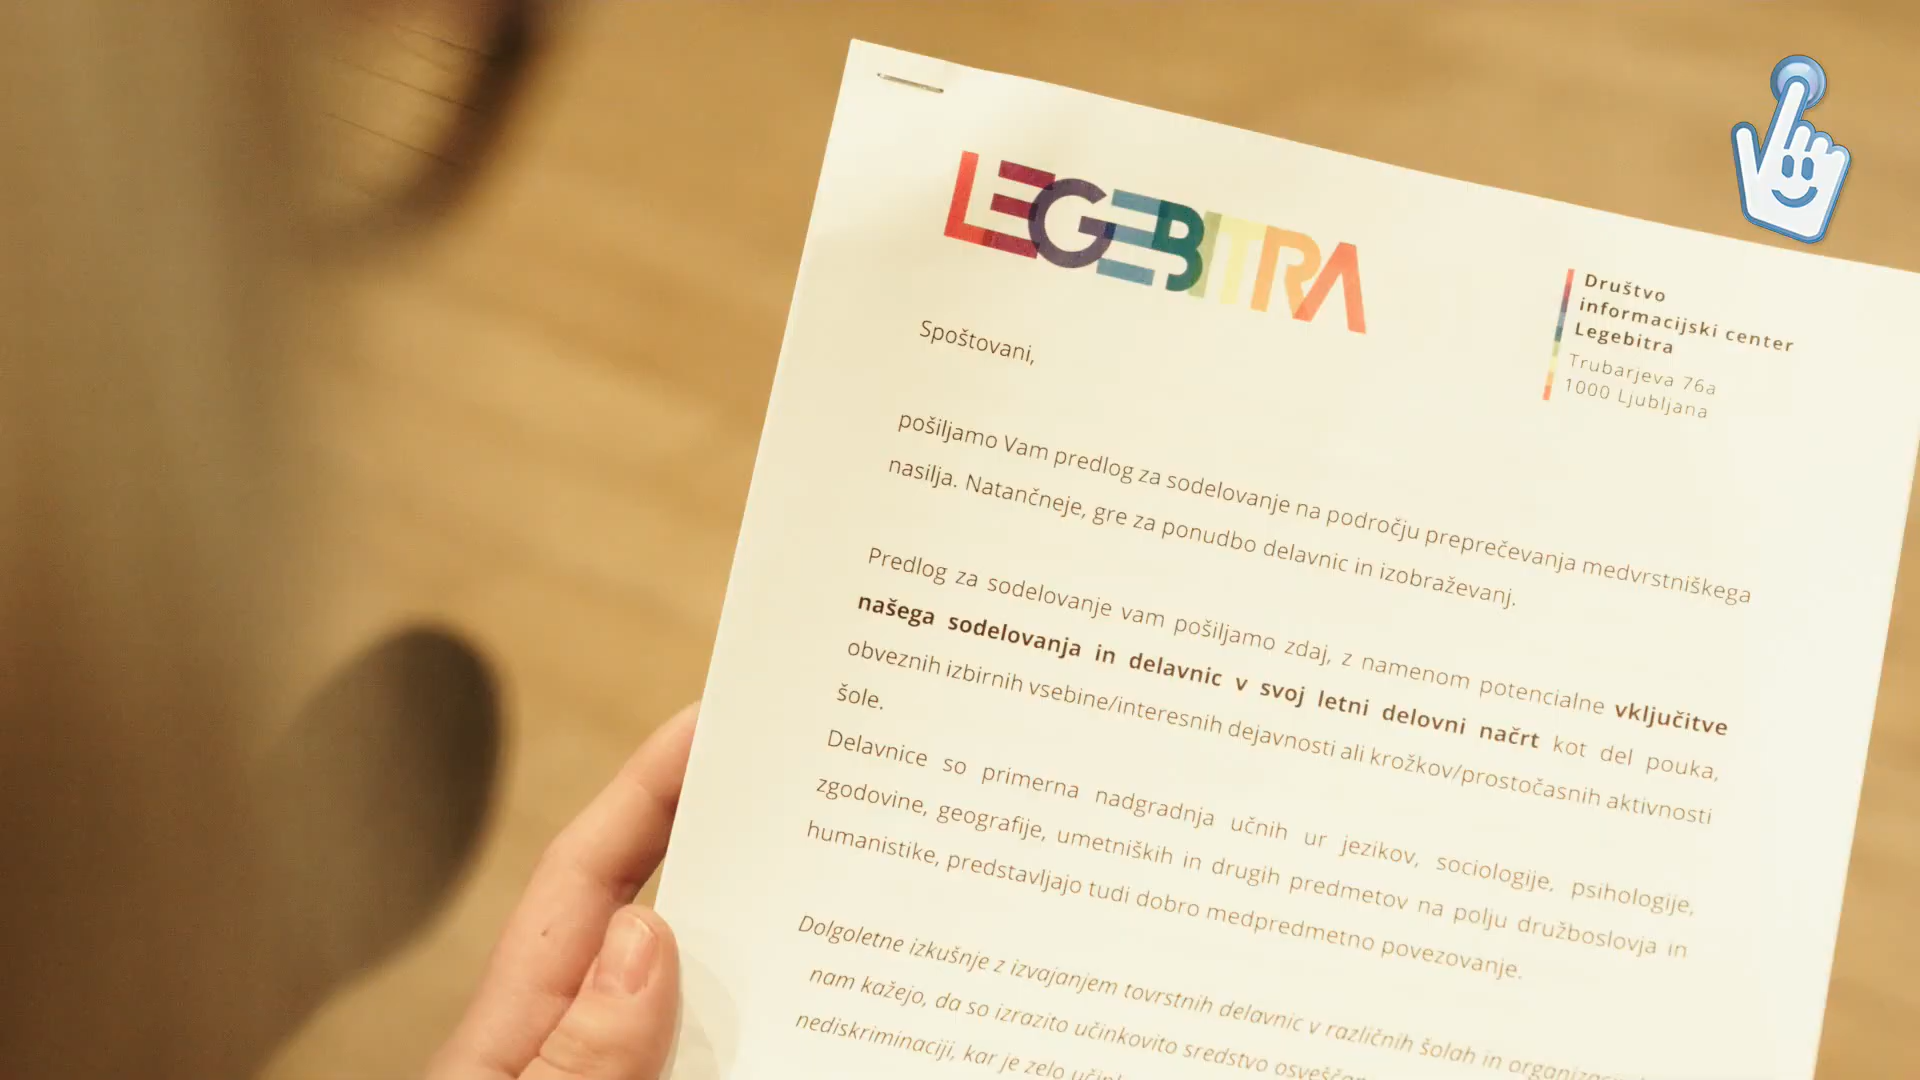 LEGEBITRA
Društvo
informacijski center
Legebitra
Trubarjeva 76a
1000 Ljubljana
Spoštovani,
pošiljamo Vam predlog za sodelovanje na področju preprečevanja medvrstniškega
nasilja. Natančneje, gre za ponudbo delavnic in izobraževanj.
Predlog za sodelovanje vam pošiljamo zdaj, z namenom potencialne vključitve
našega sodelovanja in delavnic v svoj letni delovni načrt kot del pouka,
obveznih izbirnih vsebine/interesnih dejavnosti ali krožkov/prostočasnih aktivnosti
šole.
Delavnice so primerna nadgradnja učnih ur jezikov, sociologije, psihologije,
zgodovine, geografije, umetniških in drugih predmetov na polju družboslovja in
humanistike, predstavljajo tudi dobro medpredmetno povezovanje.
Dolgoletne izkušnje z izvajanjem tovrstnih delavnic v različnih šolah in
nam kažejo, da so izrazito učinkovito sredstvo
nediskriminaciji, kar je zelo